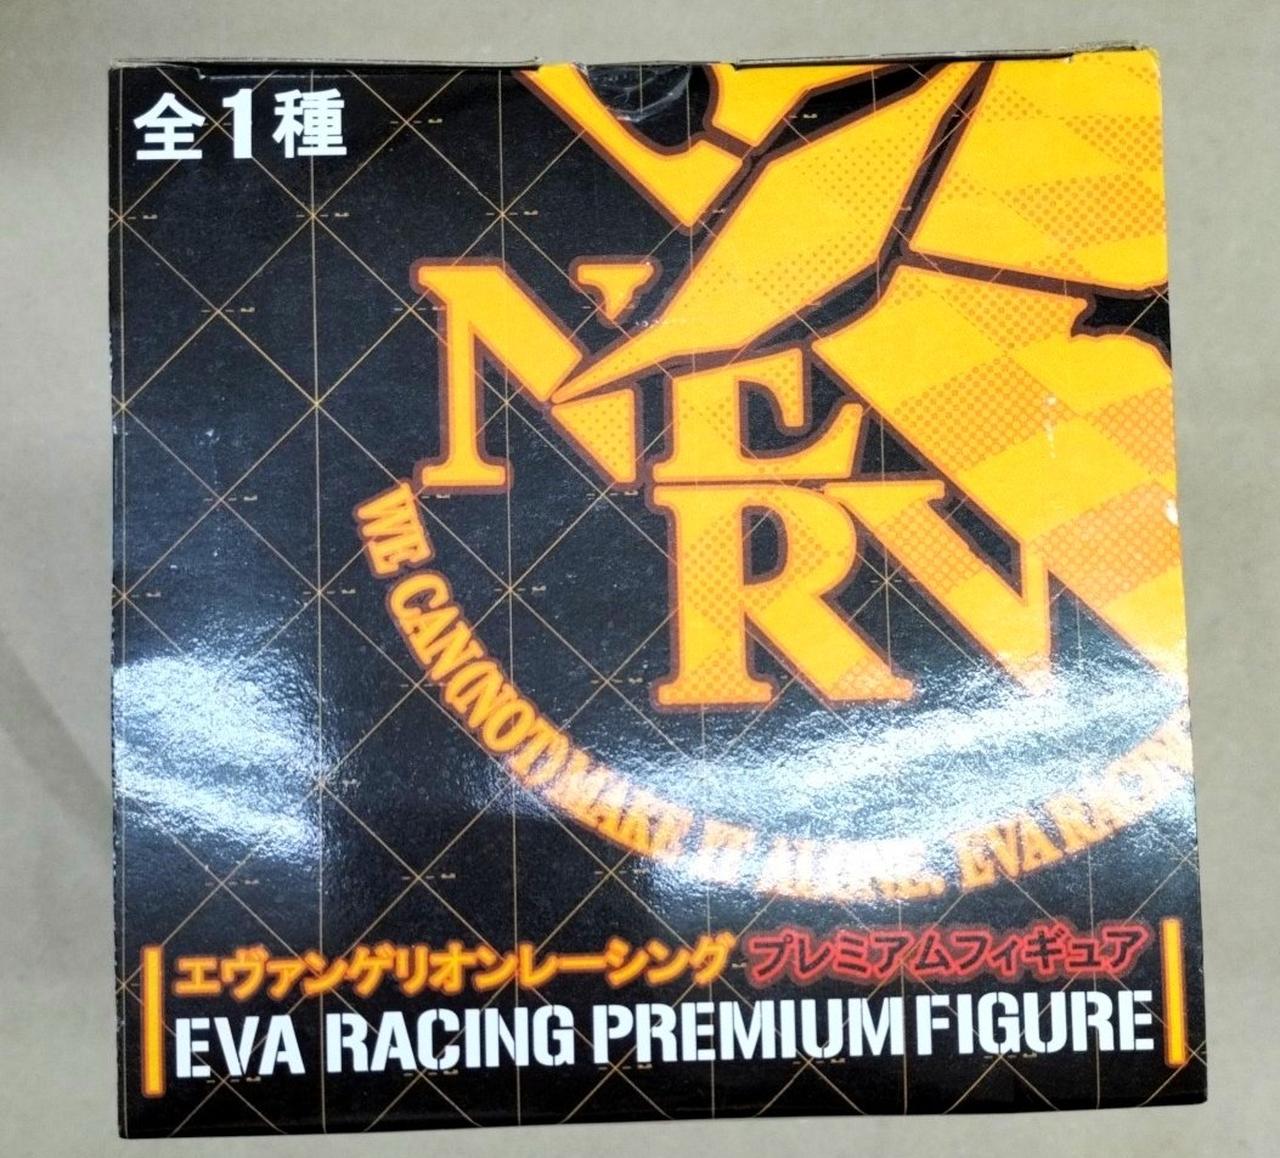 全1種
NERV
WE CAN(NOT) MAKE IT ALONE. EVA RACING
エヴァンゲリオンレーシング プレミアムフィギュア
EVA RACING PREMIUM FIGURE